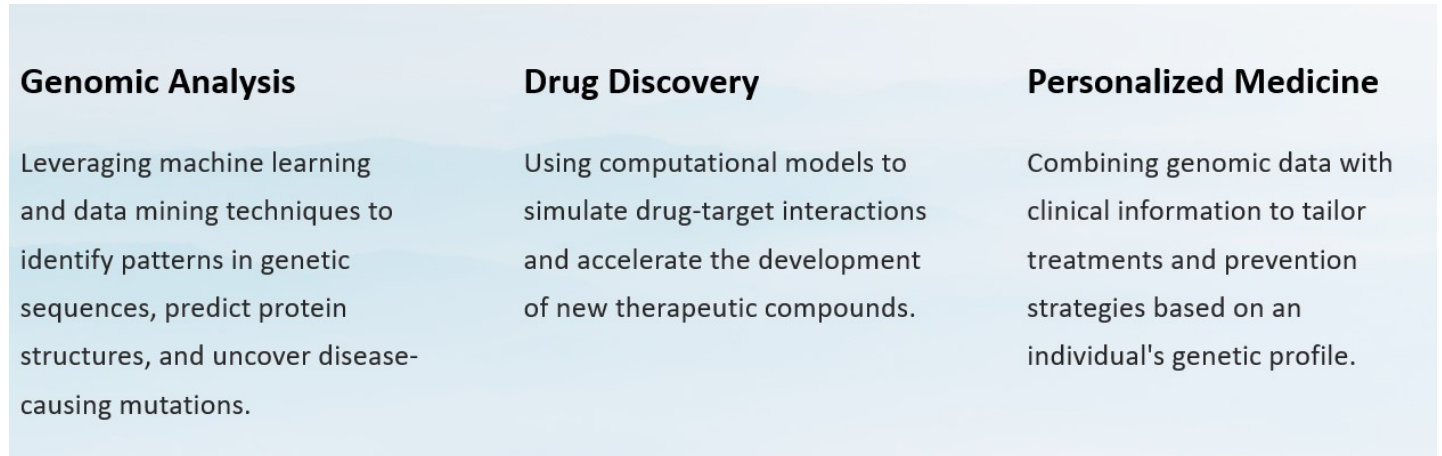 Genomic Analysis
Leveraging machine learning
and data mining techniques to
identify patterns in genetic
sequences, predict protein
structures, and uncover disease-
causing mutations.
Drug Discovery
Using computational models to
simulate drug-target interactions
and accelerate the development
of new therapeutic compounds.
Personalized Medicine
Combining genomic data with
clinical information to tailor
treatments and prevention
strategies based on an
individual's genetic profile.